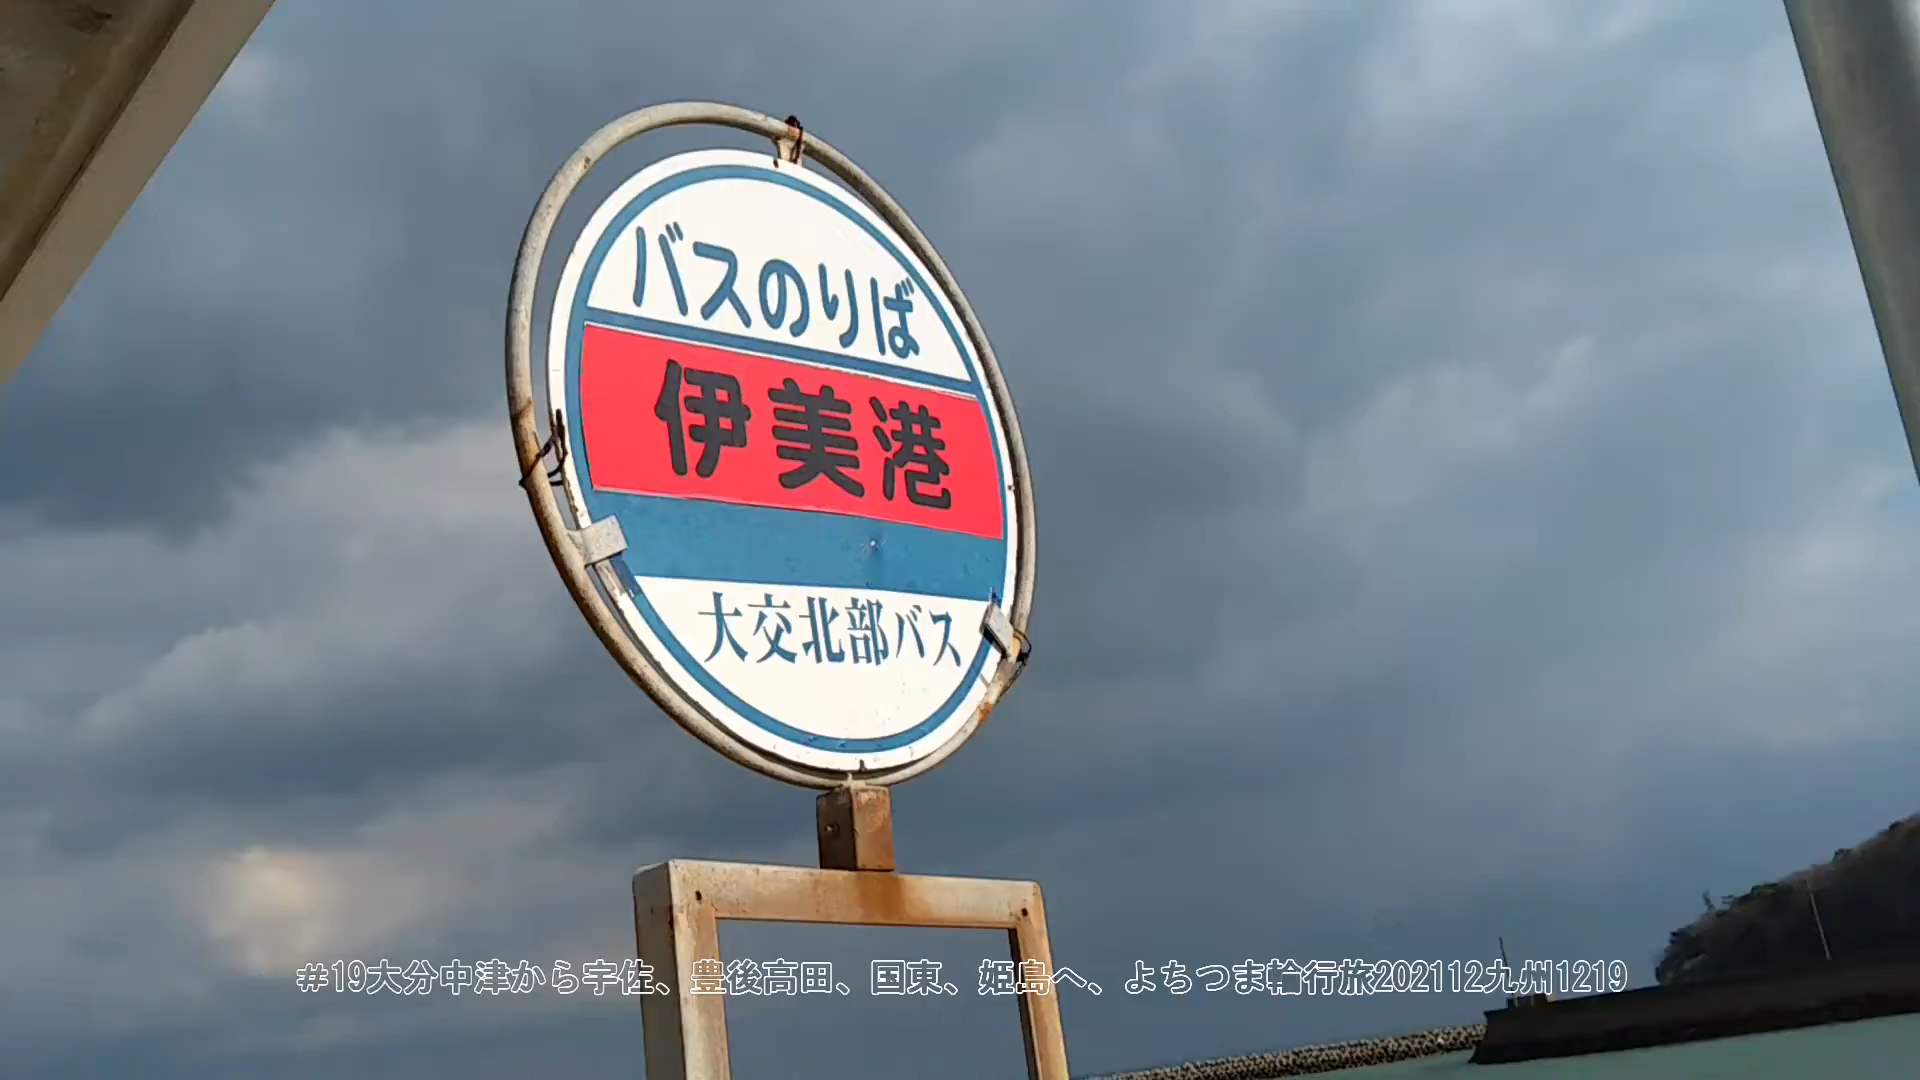 バスのりば
伊美港
大交北部バス
#19大分中津から宇佐、豊後高田、国東、姫島へ、よちつま輪行旅202112九州1219